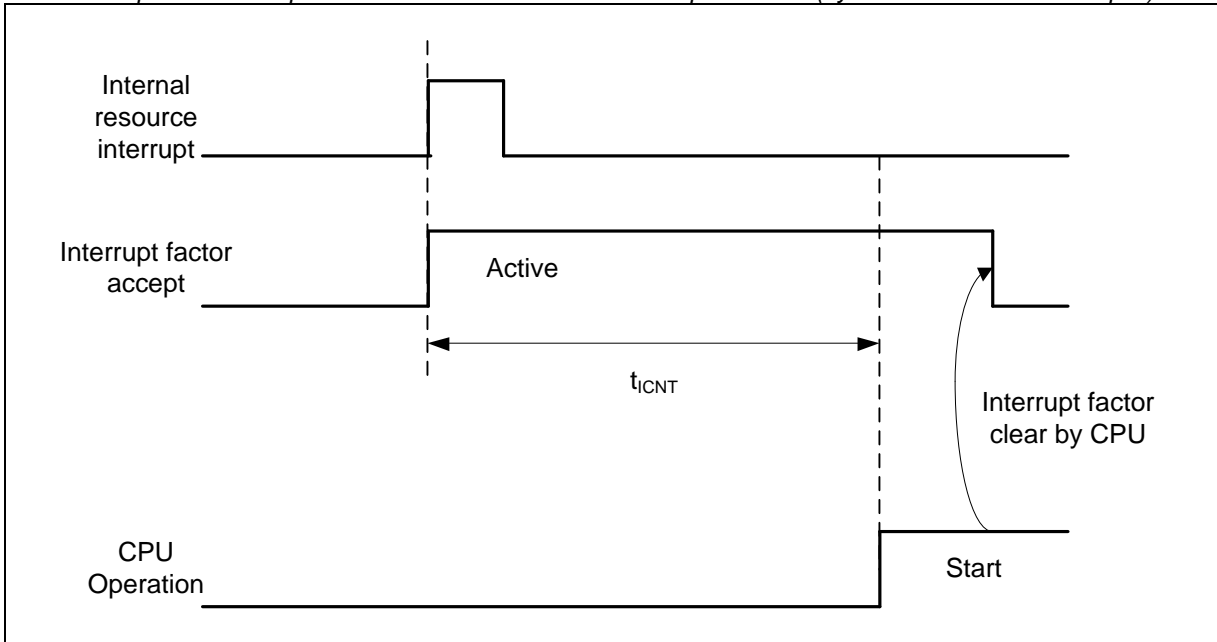 Internal
resource
interrupt
Interrupt factor
accept
Active
tICNT
Interrupt factor
clear by CPU
CPU
Operation
Start